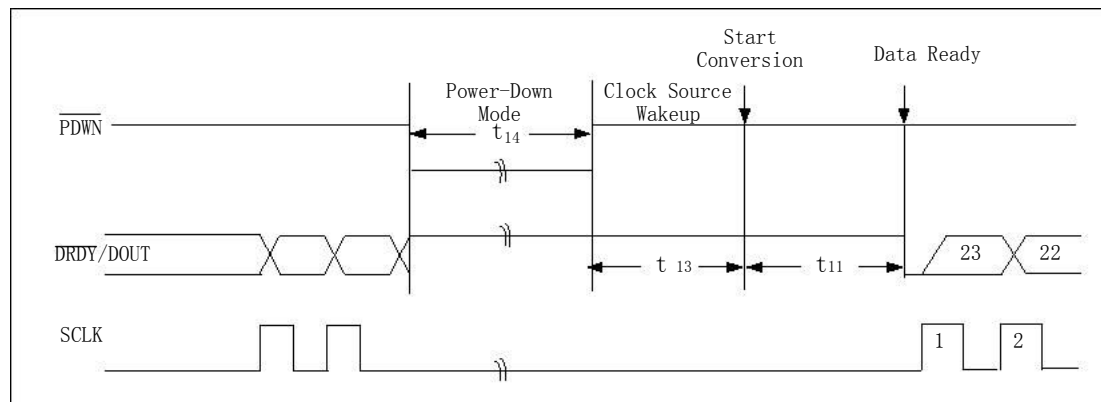 Start
Conversion
Data Ready
Power-Down
Mode
Clock Source
Wakeup
PDWN
t14
DRDY/DOUT
t 13
t11
23
22
SCLK
1
2